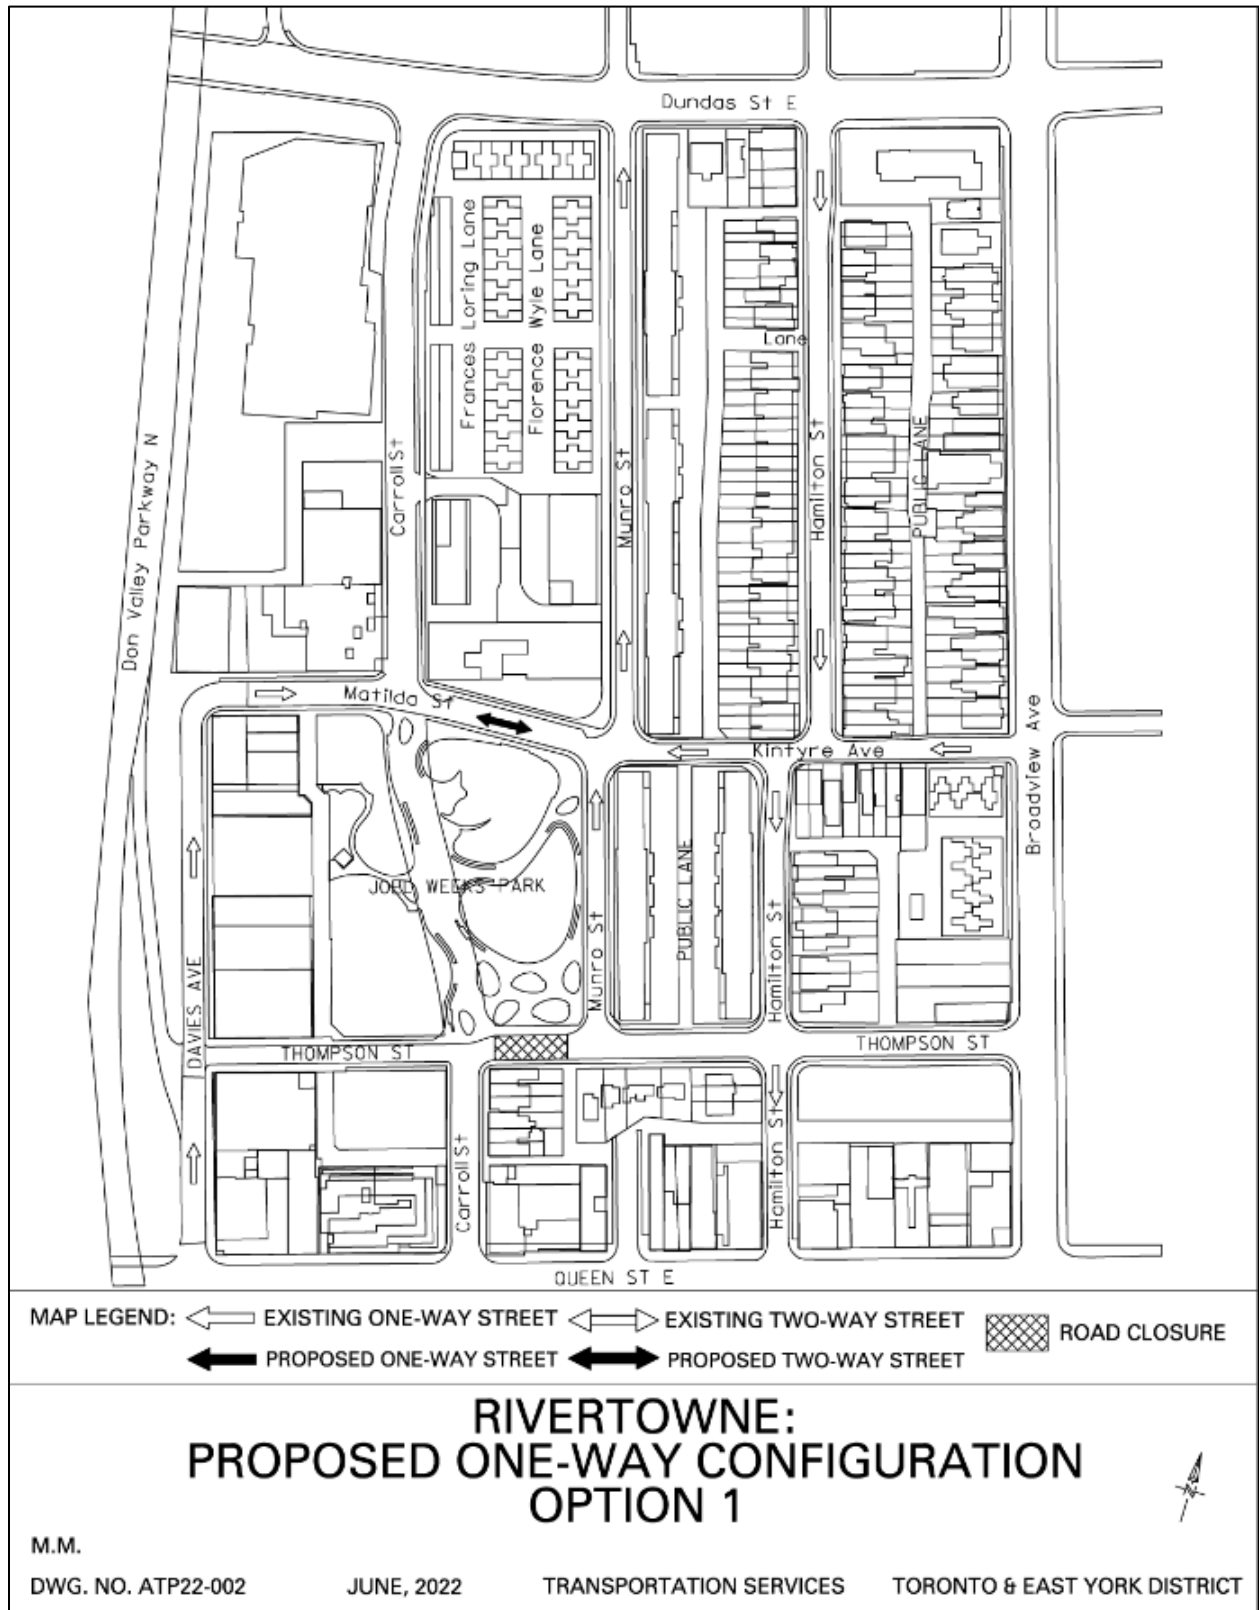 Dundas St E
Frances Loring Lane
Florence Wyle Lane
Lane
Don Valley Parkway N
Carroll St
Munro St
Hamilton St
PUBLIC LANE
Matilda St
Kintyre Ave
Broadview Ave
JOEL WEEKS PARK
PUBLIC LANE
Munro St
Hamilton St
DAVIES AVE
THOMPSON ST
THOMPSON ST
Carroll St
Hamilton St
QUEEN ST E
MAP LEGEND: EXISTING ONE-WAY STREET EXISTING TWO-WAY STREET ROAD CLOSURE
PROPOSED ONE-WAY STREET PROPOSED TWO-WAY STREET
RIVERTOWNE:
PROPOSED ONE-WAY CONFIGURATION
OPTION 1
N
M.M.
DWG. NO. ATP22-002 JUNE, 2022 TRANSPORTATION SERVICES TORONTO & EAST YORK DISTRICT